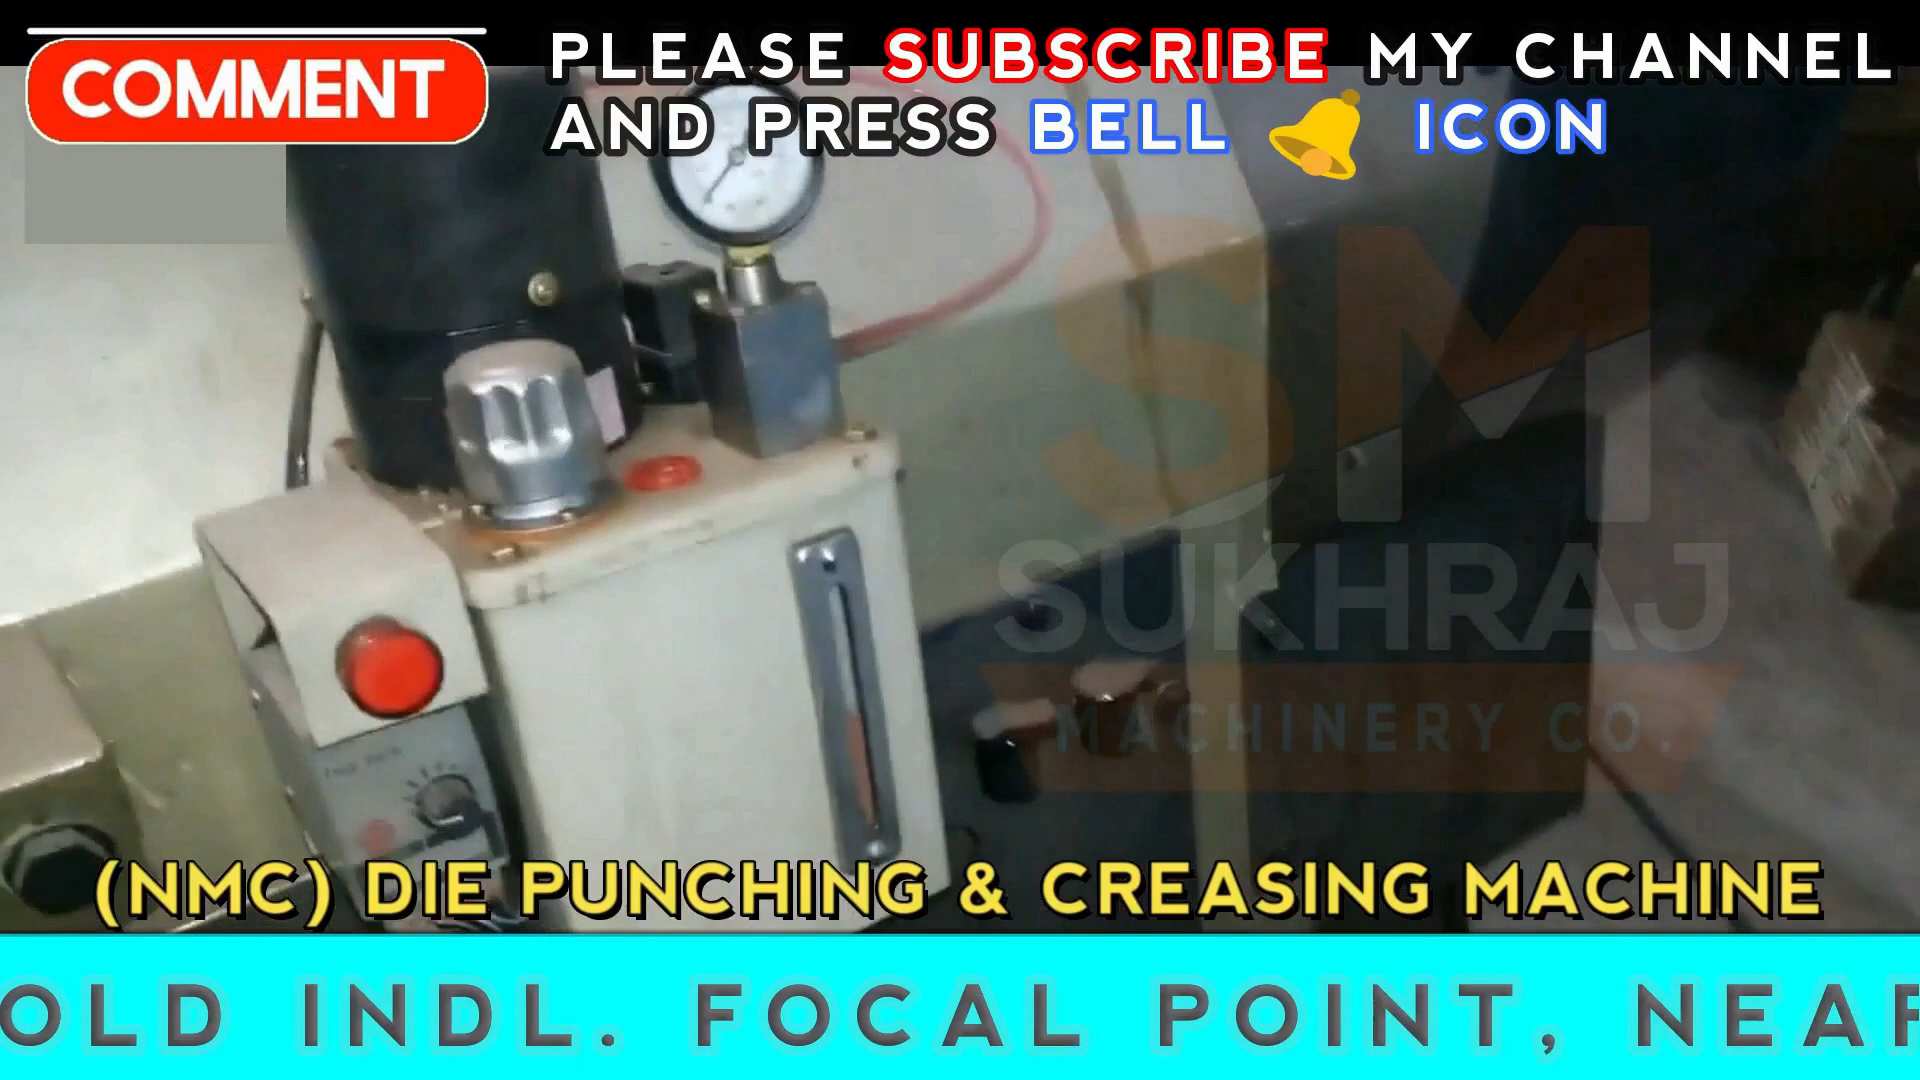 COMMENT
PLEASE SUBSCRIBE MY CHANNEL
AND PRESS BELL ICON
SM
SUKHRAJ
MACHINERY CO.
(NMC) DIE PUNCHING & CREASING MACHINE
OLD INDL. FOCAL POINT, NEAR